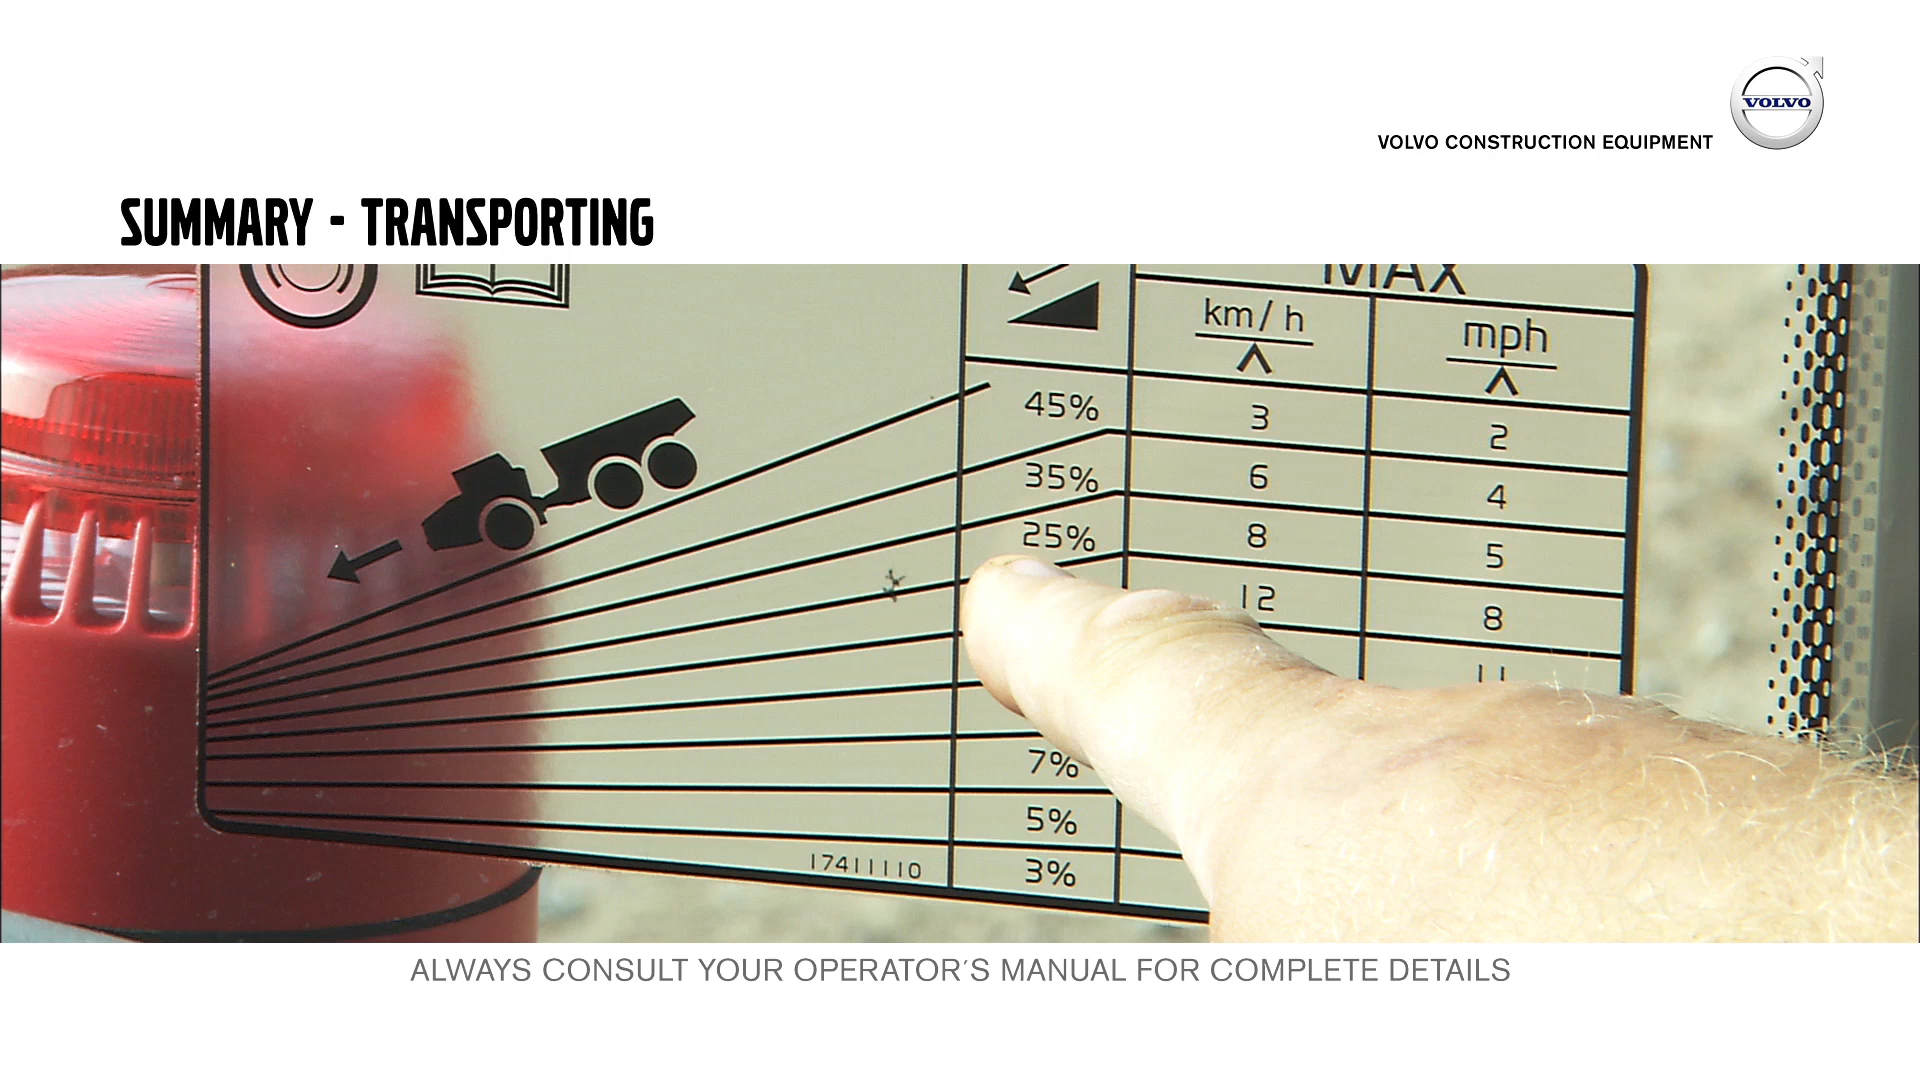 VOLVO
VOLVO CONSTRUCTION EQUIPMENT
SUMMARY - TRANSPORTING
MAX
km/h
mph
45% 3 2
35% 6 4
25% 8 5
12 8
11
7%
5%
3%
17411110
ALWAYS CONSULT YOUR OPERATOR'S MANUAL FOR COMPLETE DETAILS